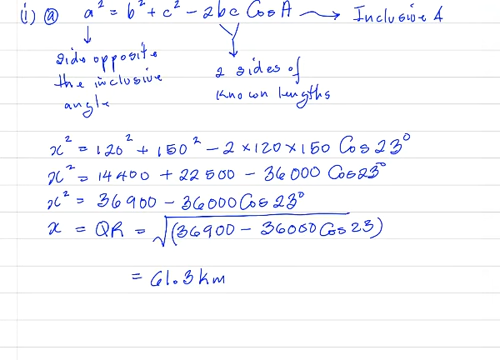 (i) (a) a² = b² + c² - 2bc Cos A → Inclusive A
side opposite
the inclusive
angle
2 sides of
known lengths
x² = 120² + 150² - 2 × 120 × 150 Cos 23°
x² = 14400 + 22500 - 36000 Cos 23°
x² = 36900 - 36000 Cos 23°
x = QR = √(36900 - 36000 Cos 23)
= 61.3 km